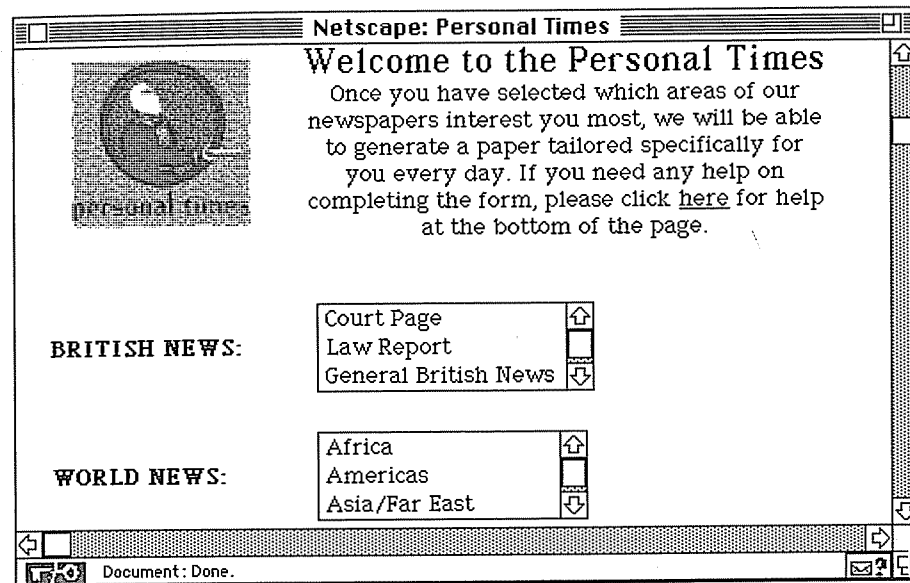 Netscape: Personal Times
Welcome to the Personal Times
Once you have selected which areas of our
newspapers interest you most, we will be able
to generate a paper tailored specifically for
you every day. If you need any help on
completing the form, please click here for help
at the bottom of the page.
personal times
BRITISH NEWS:
Court Page
Law Report
General British News
WORLD NEWS:
Africa
Americas
Asia/Far East
Document: Done.